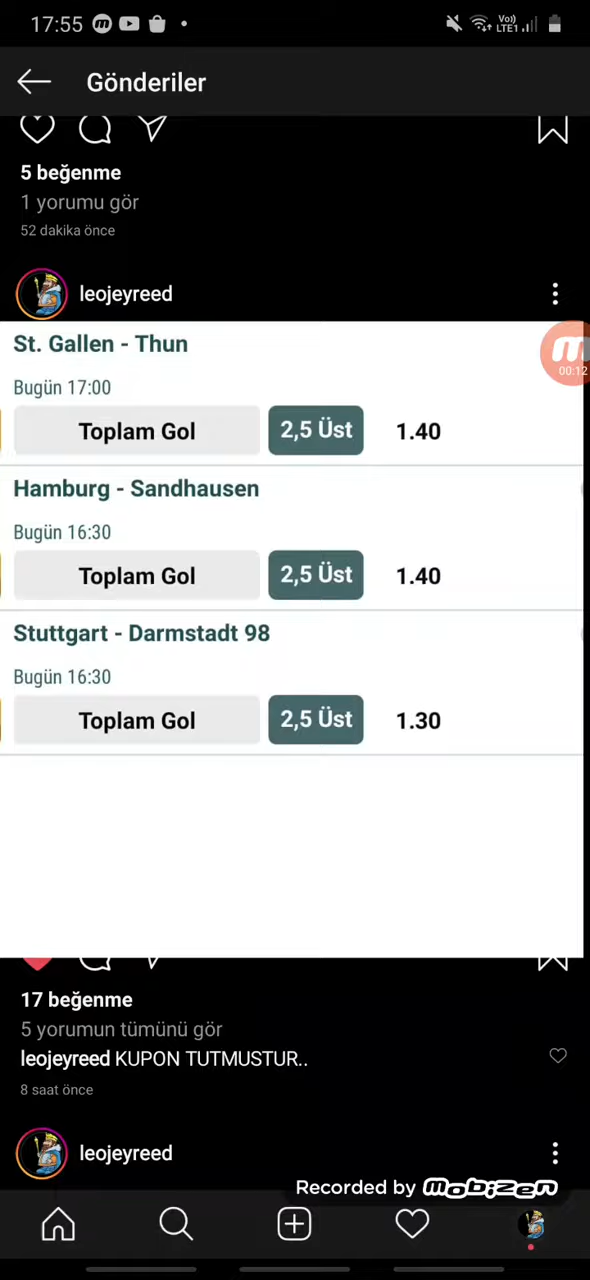 17:55
Vo))
LTE1
Gönderiler
5 beğenme
1 yorumu gör
52 dakika önce
leojeyreed
St. Gallen - Thun
00:12
Bugün 17:00
Toplam Gol 2,5 Üst 1.40
Hamburg - Sandhausen
Bugün 16:30
Toplam Gol 2,5 Üst 1.40
Stuttgart - Darmstadt 98
Bugün 16:30
Toplam Gol 2,5 Üst 1.30
17 beğenme
5 yorumun tümünü gör
leojeyreed KUPON TUTMUSTUR..
8 saat önce
leojeyreed
Recorded by mobizen